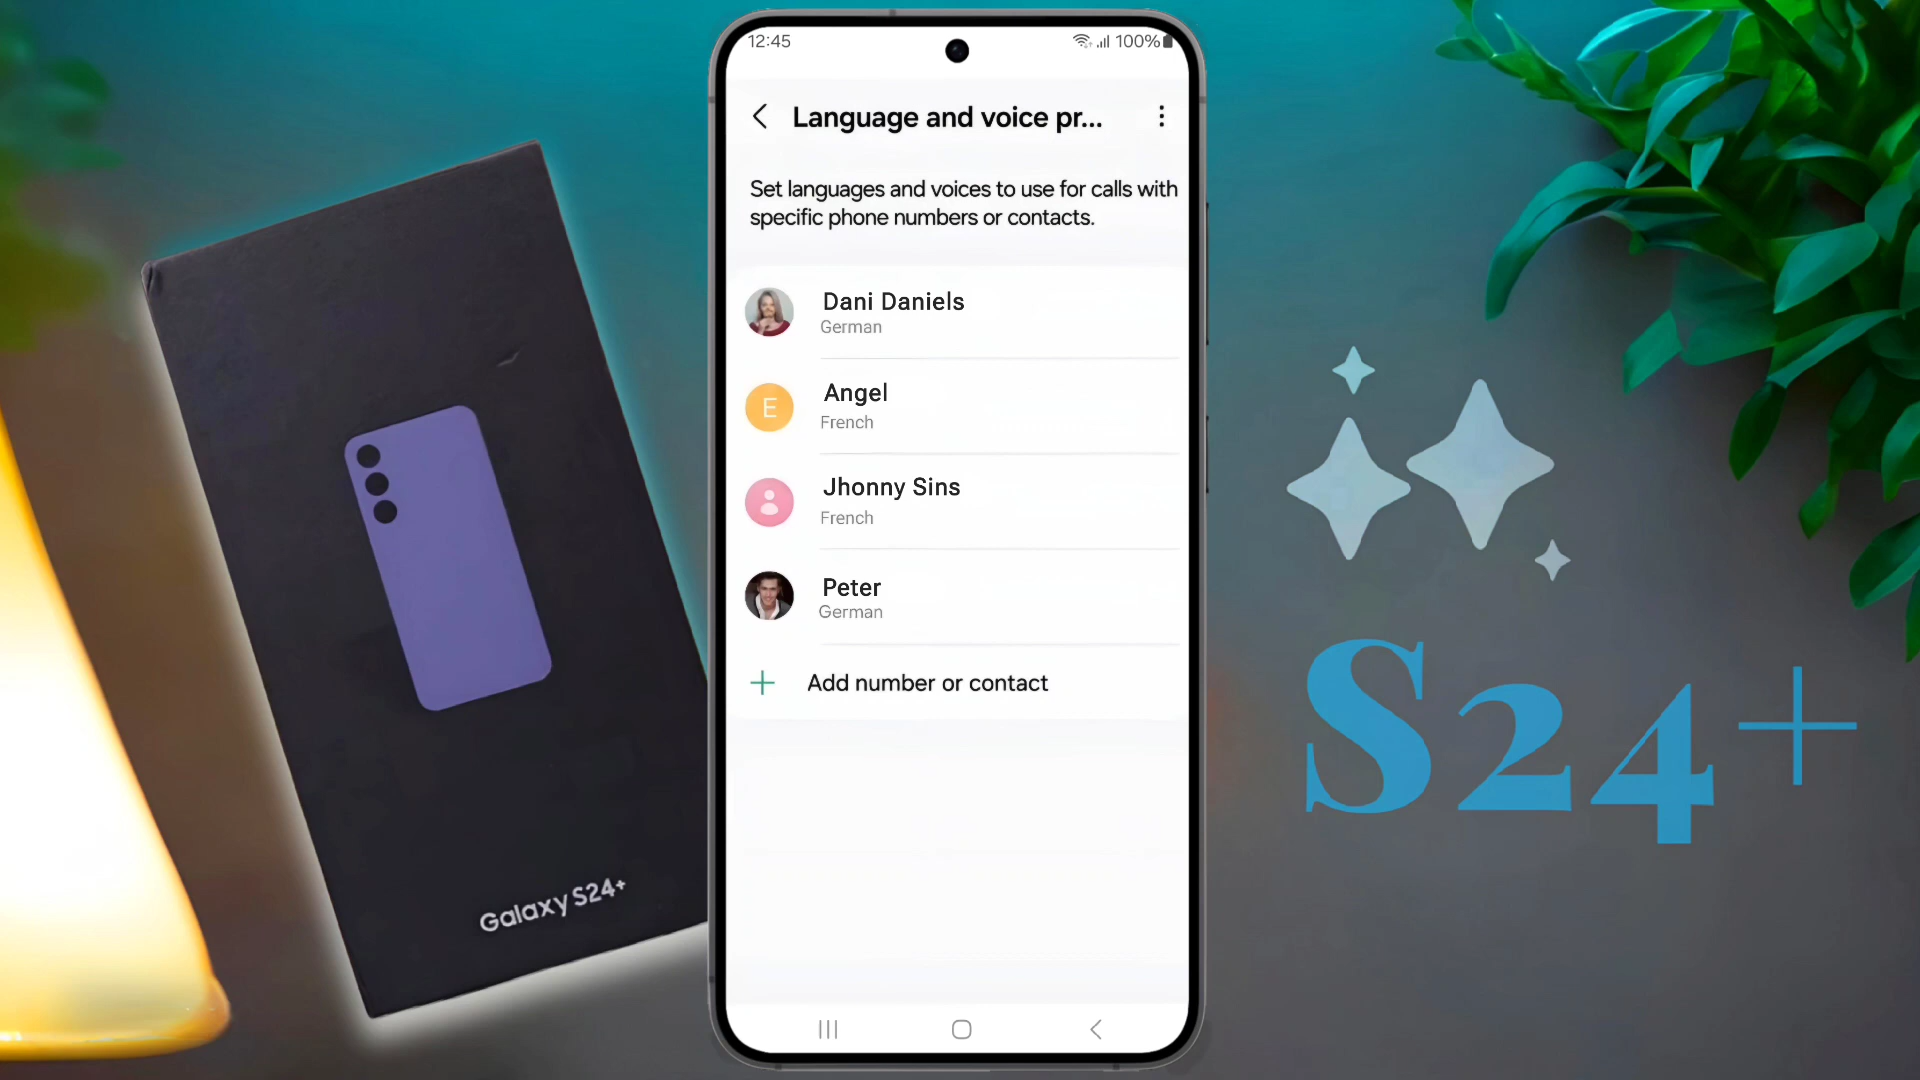 12:45
100%
Language and voice pr...
Set languages and voices to use for calls with
specific phone numbers or contacts.
Dani Daniels
German
E
Angel
French
Jhonny Sins
French
Peter
German
Add number or contact
Galaxy S24+
S24+